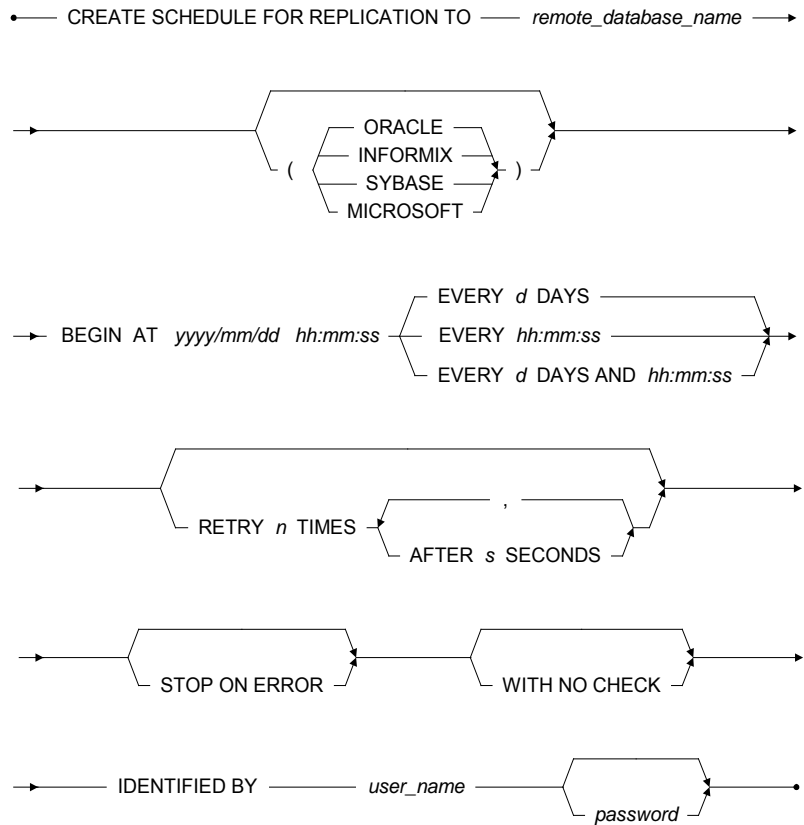 CREATE SCHEDULE FOR REPLICATION TO remote_database_name
ORACLE
INFORMIX
( )
SYBASE
MICROSOFT
EVERY d DAYS
BEGIN AT yyyy/mm/dd hh:mm:ss EVERY hh:mm:ss
EVERY d DAYS AND hh:mm:ss
,
RETRY n TIMES
AFTER s SECONDS
STOP ON ERROR WITH NO CHECK
IDENTIFIED BY user_name
password